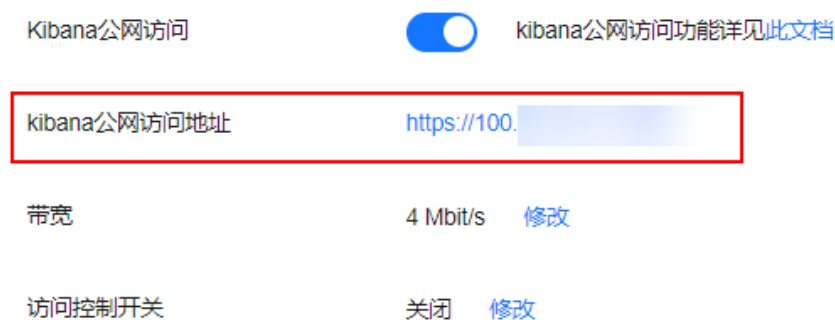 Kibana公网访问 kibana公网访问功能详见此文档
kibana公网访问地址 https://100.
带宽 4 Mbit/s 修改
访问控制开关 关闭 修改